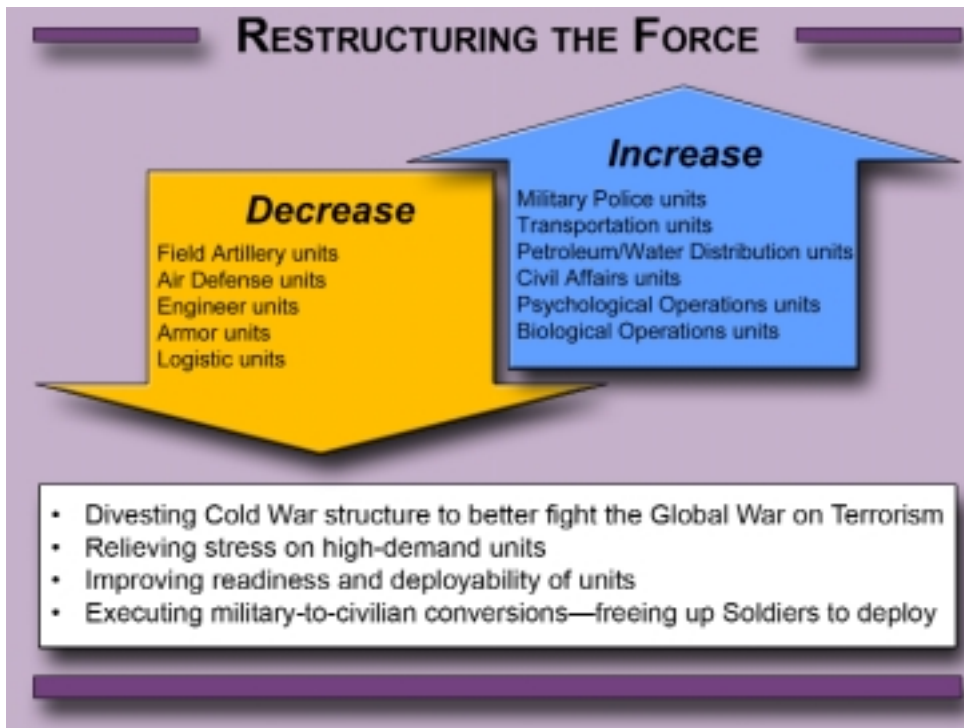 RESTRUCTURING THE FORCE
Decrease
Field Artillery units
Air Defense units
Engineer units
Armor units
Logistic units
Increase
Military Police units
Transportation units
Petroleum/Water Distribution units
Civil Affairs units
Psychological Operations units
Biological Operations units
• Divesting Cold War structure to better fight the Global War on Terrorism
• Relieving stress on high-demand units
• Improving readiness and deployability of units
• Executing military-to-civilian conversions—freeing up Soldiers to deploy